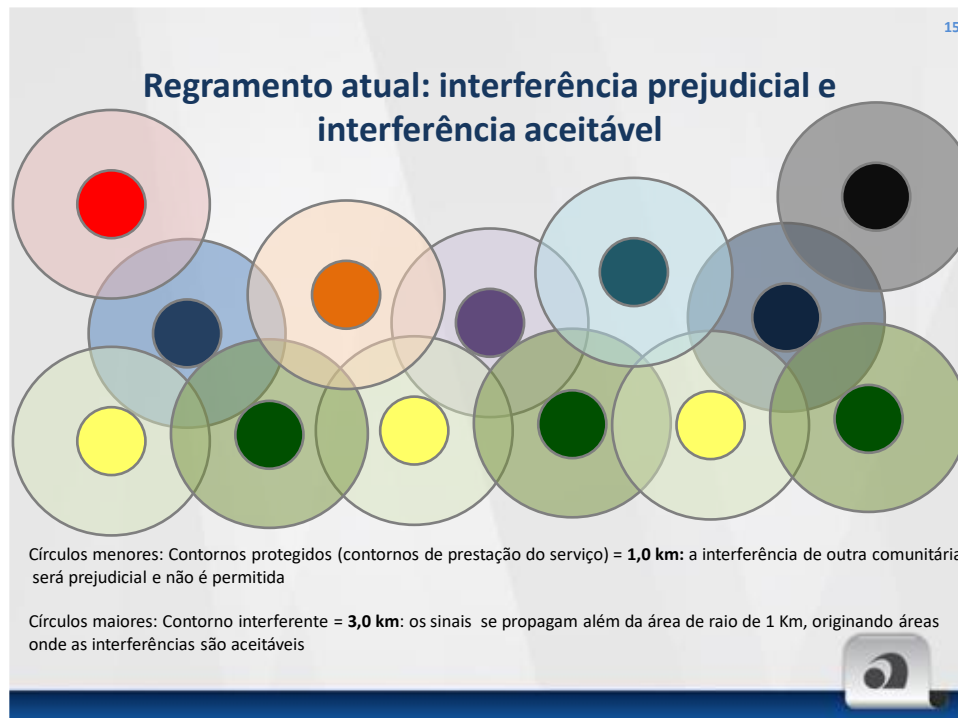 15
Regramento atual: interferência prejudicial e
interferência aceitável
Círculos menores: Contornos protegidos (contornos de prestação do serviço) = 1,0 km: a interferência de outra comunitária
será prejudicial e não é permitida
Círculos maiores: Contorno interferente = 3,0 km: os sinais se propagam além da área de raio de 1 Km, originando áreas
onde as interferências são aceitáveis